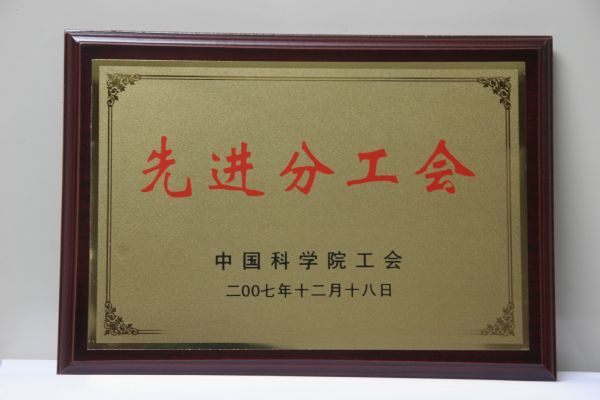 先进分工会
中国科学院工会
二00七年十二月十八日